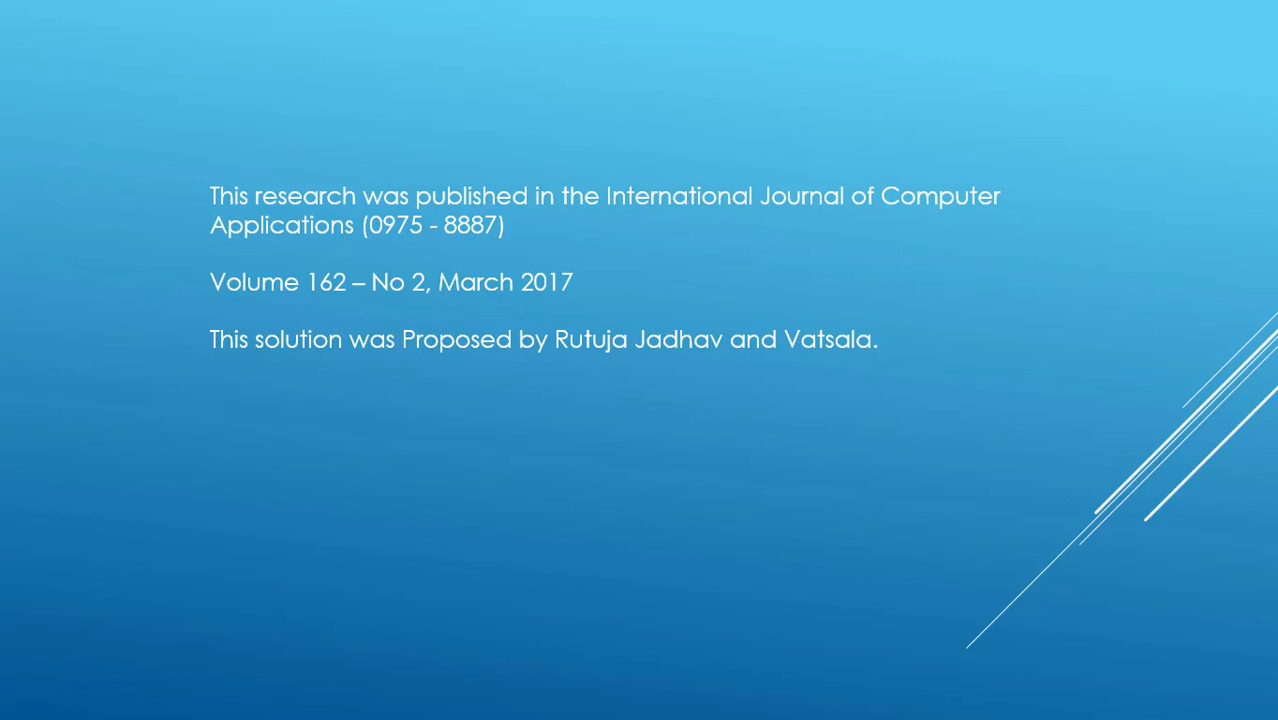 This research was published in the International Journal of Computer
Applications (0975 - 8887)
Volume 162 – No 2, March 2017
This solution was Proposed by Rutuja Jadhav and Vatsala.